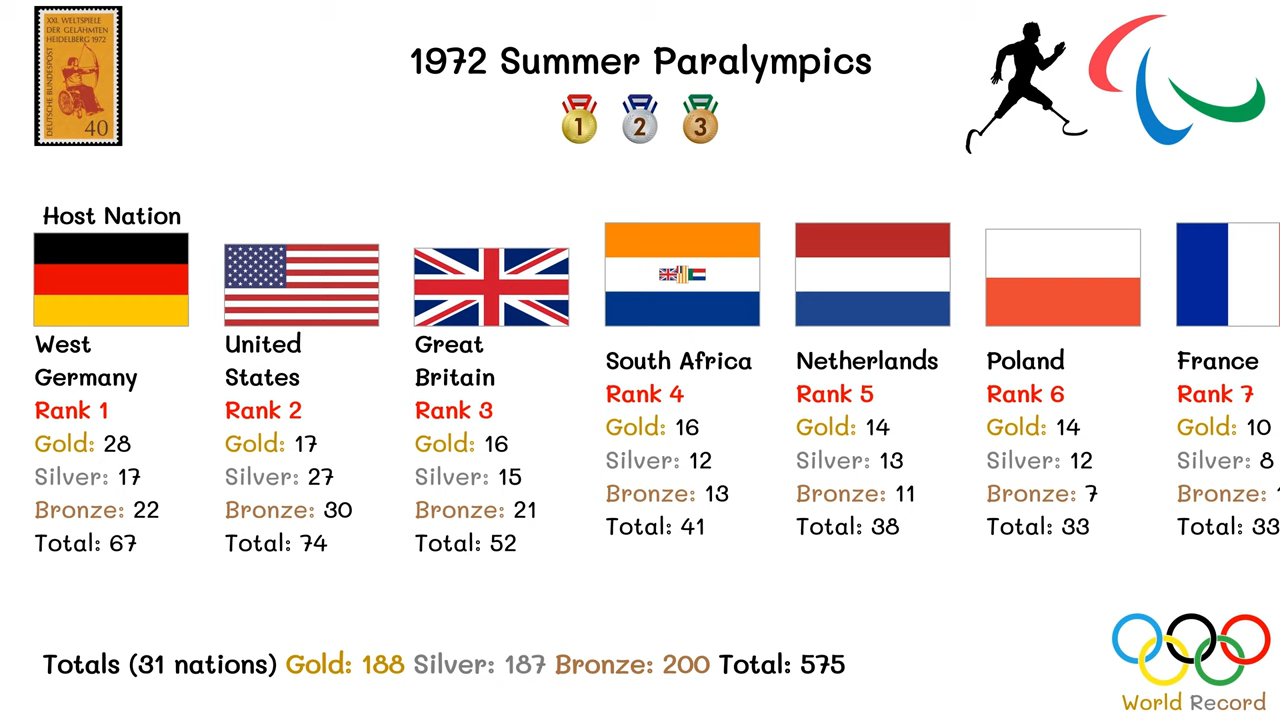 XXI. WELTSPIELE
DER GELÄHMTEN
HEIDELBERG 1972
DEUTSCHE BUNDESPOST
40
1972 Summer Paralympics
1 2 3
Host Nation
West
Germany
Rank 1
Gold: 28
Silver: 17
Bronze: 22
Total: 67
United
States
Rank 2
Gold: 17
Silver: 27
Bronze: 30
Total: 74
Great
Britain
Rank 3
Gold: 16
Silver: 15
Bronze: 21
Total: 52
South Africa
Rank 4
Gold: 16
Silver: 12
Bronze: 13
Total: 41
Netherlands
Rank 5
Gold: 14
Silver: 13
Bronze: 11
Total: 38
Poland
Rank 6
Gold: 14
Silver: 12
Bronze: 7
Total: 33
France
Rank 7
Gold: 10
Silver: 8
Bronze:
Total: 33
Totals (31 nations) Gold: 188 Silver: 187 Bronze: 200 Total: 575
World Record